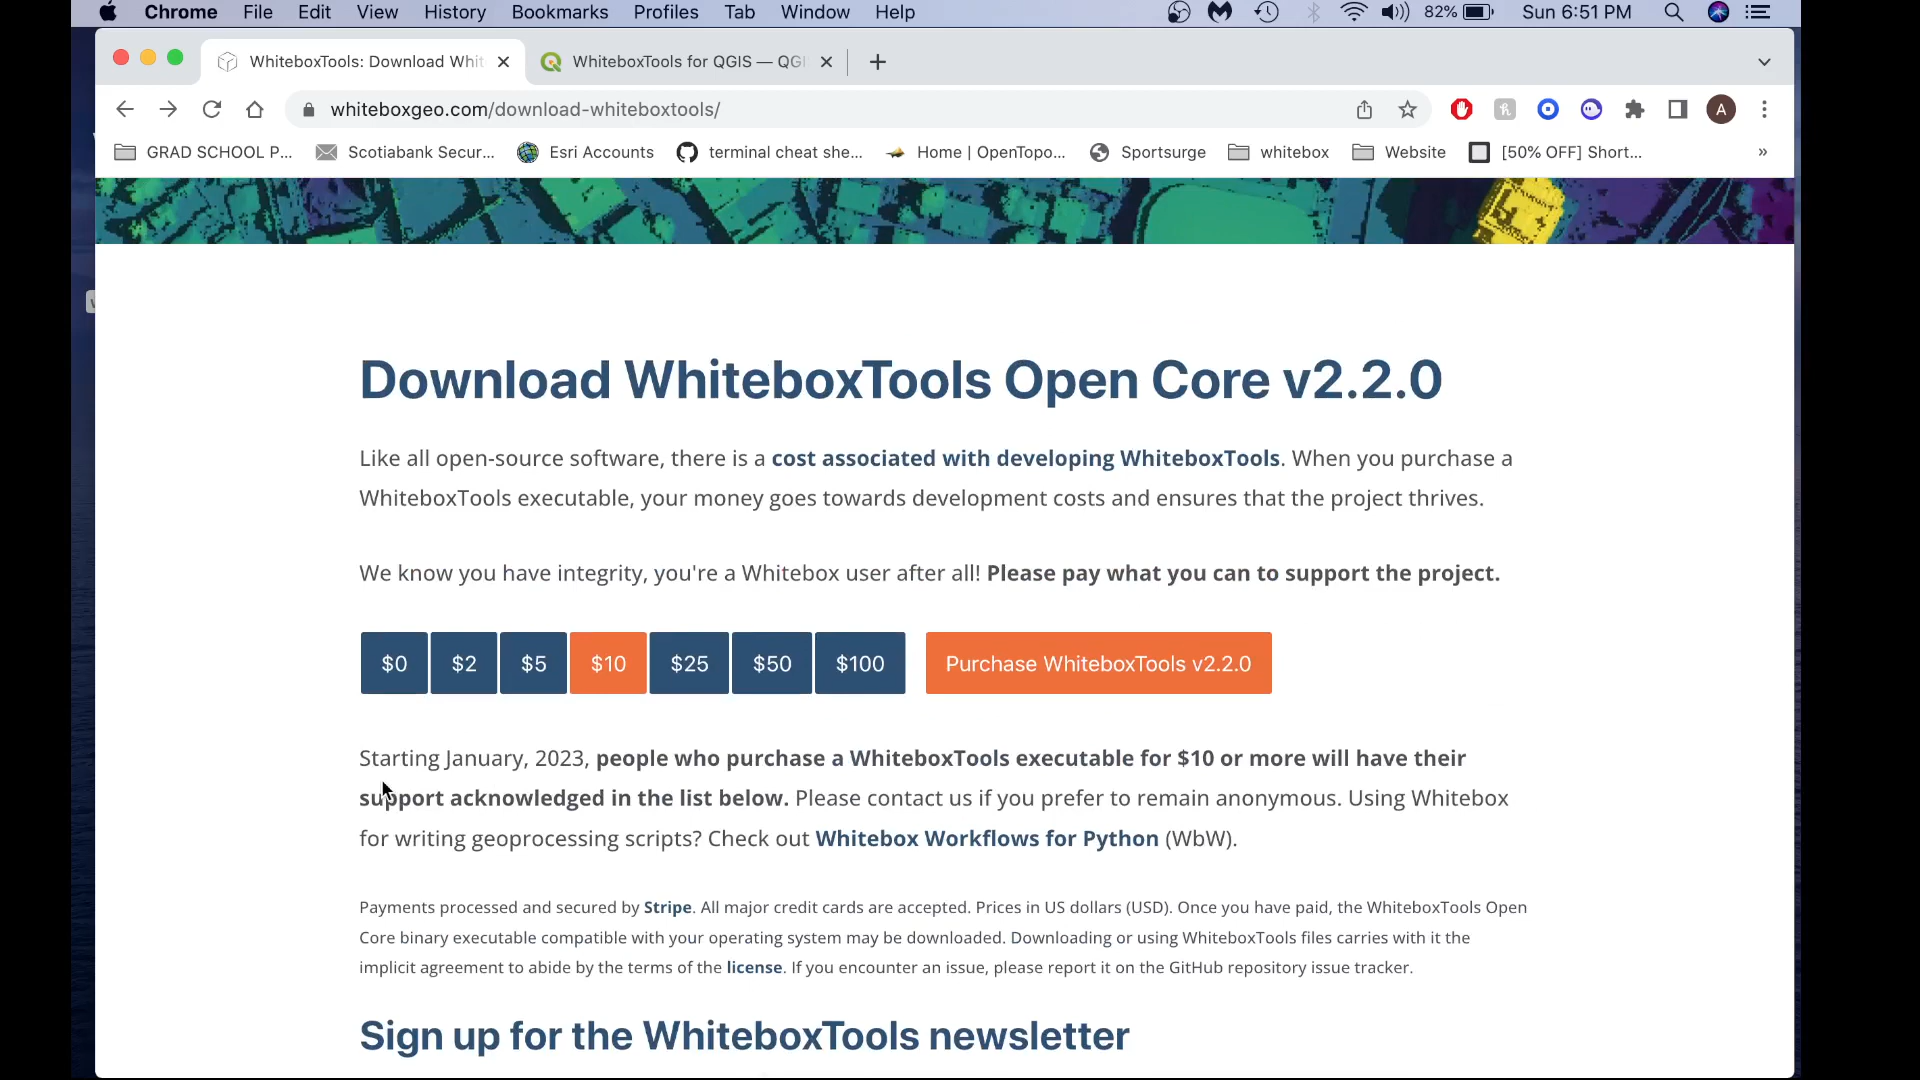 Chrome File Edit View History Bookmarks Profiles Tab Window Help 82% Sun 6:51 PM
WhiteboxTools: Download Whit WhiteboxTools for QGIS — QGI
whiteboxgeo.com/download-whiteboxtools/ A
GRAD SCHOOL P... Scotiabank Secur... Esri Accounts terminal cheat she... Home | OpenTopo... Sportsurge whitebox Website [50% OFF] Short... »
Download WhiteboxTools Open Core v2.2.0
Like all open-source software, there is a cost associated with developing WhiteboxTools. When you purchase a
WhiteboxTools executable, your money goes towards development costs and ensures that the project thrives.
We know you have integrity, you're a Whitebox user after all! Please pay what you can to support the project.
$0 $2 $5 $10 $25 $50 $100 Purchase WhiteboxTools v2.2.0
Starting January, 2023, people who purchase a WhiteboxTools executable for $10 or more will have their
support acknowledged in the list below. Please contact us if you prefer to remain anonymous. Using Whitebox
for writing geoprocessing scripts? Check out Whitebox Workflows for Python (WbW).
Payments processed and secured by Stripe. All major credit cards are accepted. Prices in US dollars (USD). Once you have paid, the WhiteboxTools Open
Core binary executable compatible with your operating system may be downloaded. Downloading or using WhiteboxTools files carries with it the
implicit agreement to abide by the terms of the license. If you encounter an issue, please report it on the GitHub repository issue tracker.
Sign up for the WhiteboxTools newsletter